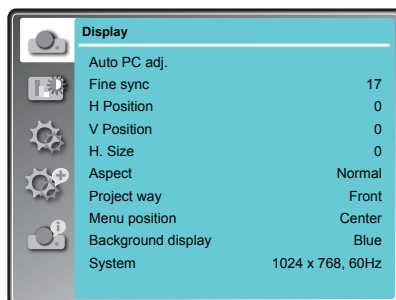 Display
Auto PC adj.
Fine sync 17
H Position 0
V Position 0
H. Size 0
Aspect Normal
Project way Front
Menu position Center
Background display Blue
System 1024 x 768, 60Hz